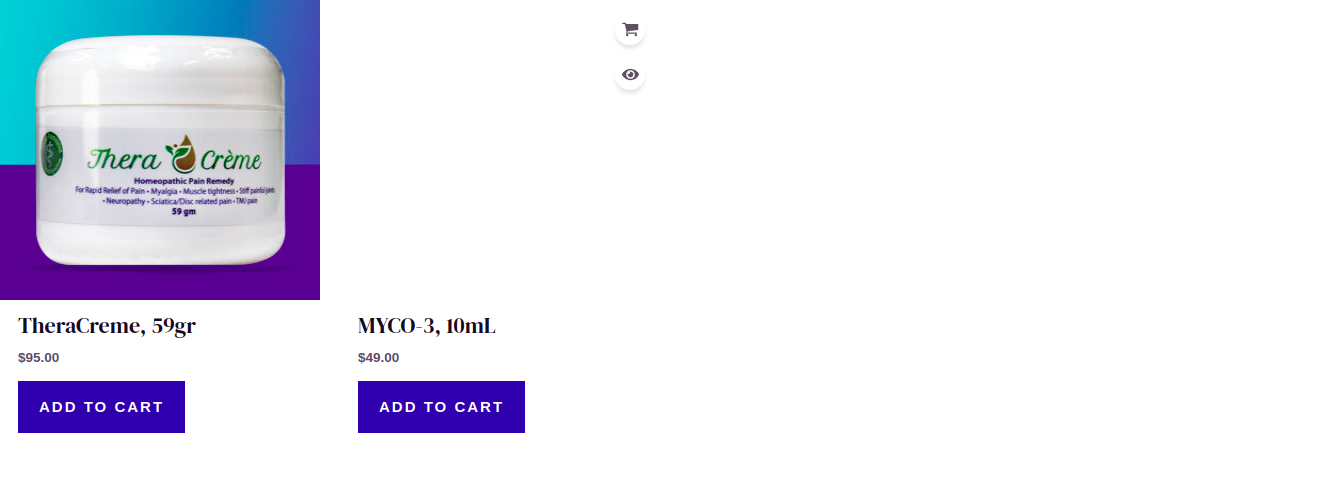 Thera Crème
Homeopathic Pain Remedy
For Rapid Relief of Pain • Myalgia • Muscle tightness • Stiff painful joints
• Neuropathy • Sciatica/Disc related pain • TMJ pain
59 gm
TheraCreme, 59gr
$95.00
ADD TO CART
MYCO-3, 10mL
$49.00
ADD TO CART